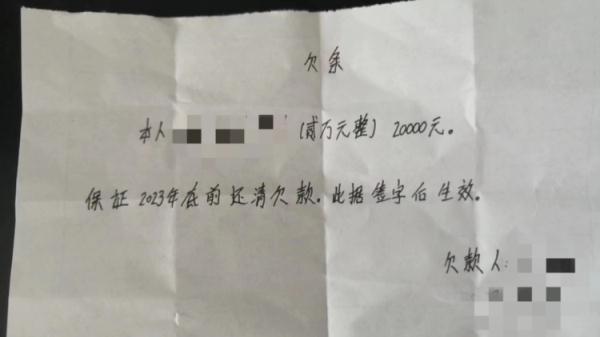 欠条
本人 (贰万元整) 20000元。
保证2023年底前还清欠款。此据签字后生效。
欠款人: